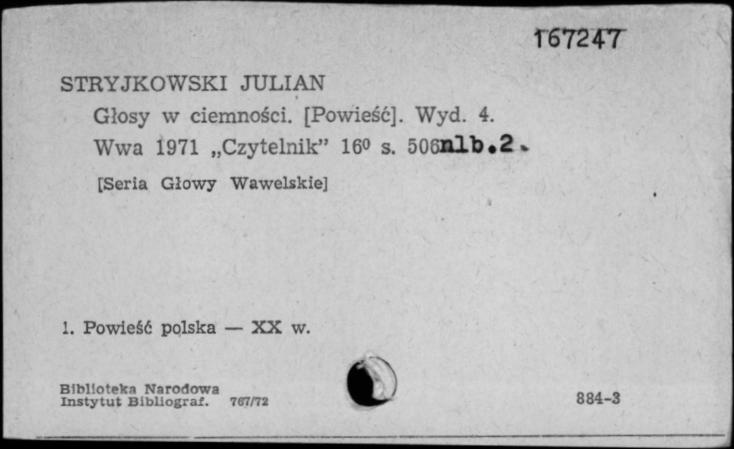 167247
STRYJKOWSKI JULIAN
Głosy w ciemności. [Powieść]. Wyd. 4.
Wwa 1971 „Czytelnik” 16⁰ s. 506nlb.2.
[Seria Głowy Wawelskie]
1. Powieść polska — XX w.
Biblioteka Narodowa
Instytut Bibliograf. 767/72
884-3